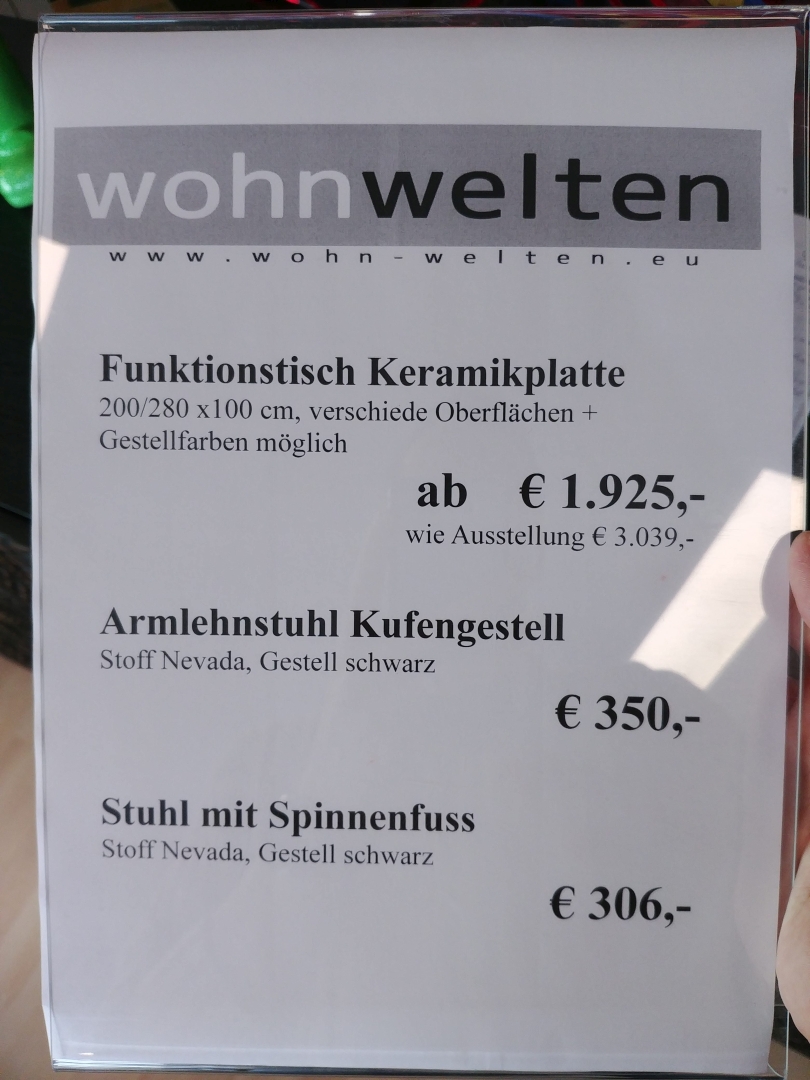 wohnwelten
www.wohn-welten.eu
Funktionstisch Keramikplatte
200/280 x100 cm, verschiede Oberflächen +
Gestellfarben möglich
ab € 1.925,-
wie Ausstellung € 3.039,-
Armlehnstuhl Kufengestell
Stoff Nevada, Gestell schwarz
€ 350,-
Stuhl mit Spinnenfuss
Stoff Nevada, Gestell schwarz
€ 306,-